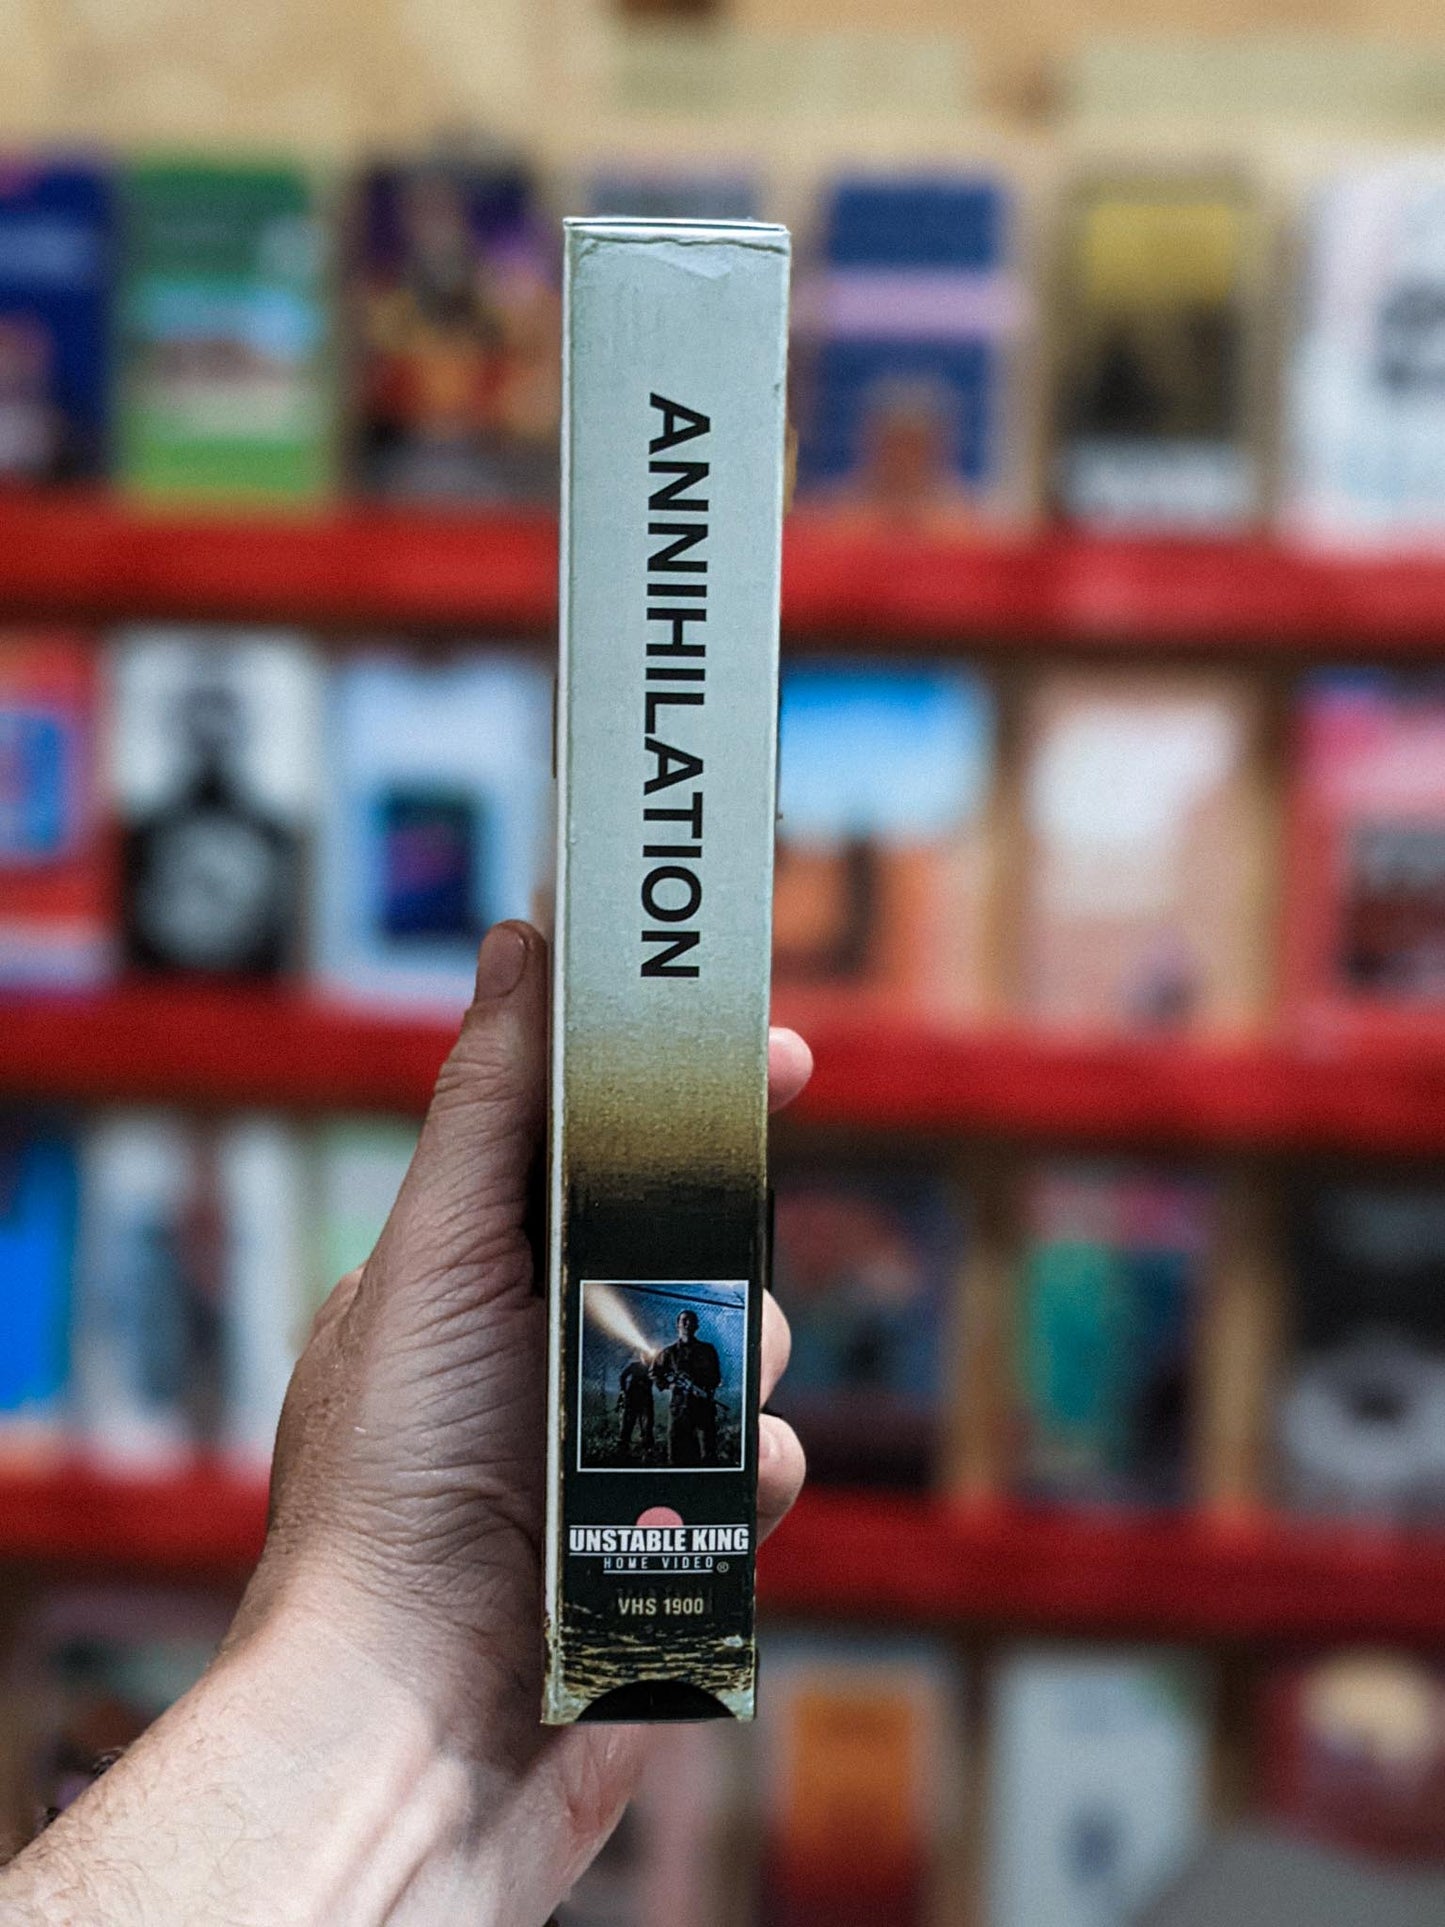 ANNIHILATION
UNSTABLE KING
HOME VIDEO®
VHS 1900